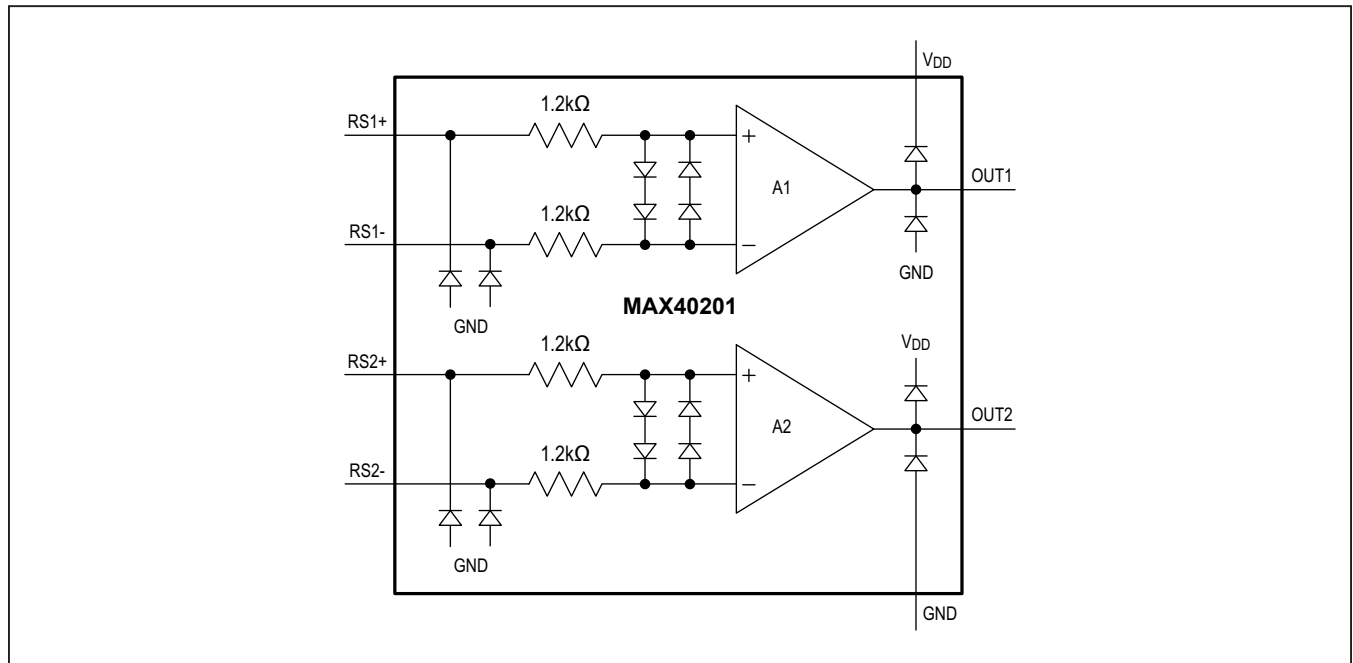 VDD
1.2kΩ
RS1+
+
A1
OUT1
1.2kΩ
RS1-
−
GND
GND
MAX40201
1.2kΩ
VDD
RS2+
+
A2
OUT2
1.2kΩ
RS2-
−
GND
GND